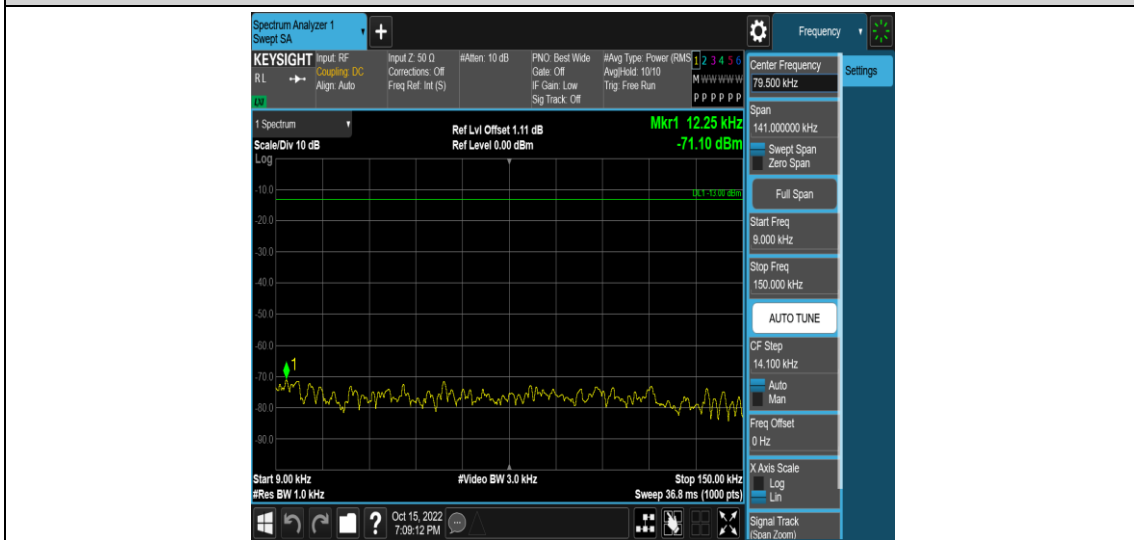 Spectrum Analyzer 1
Swept SA
+
Frequency
KEYSIGHT
Input: RF
Input Z: 50 Ω
#Atten: 10 dB
PNO: Best Wide
#Avg Type: Power (RMS
1 2 3 4 5 6
RL
Coupling: DC
Corrections: Off
Gate: Off
Avg|Hold: 10/10
M W W W W W
Align: Auto
Freq Ref: Int (S)
IF Gain: Low
Trig: Free Run
Sig Track: Off
P P P P P P
Center Frequency
79.500 kHz
Settings
1 Spectrum
Ref Lvl Offset 1.11 dB
Mkr1 12.25 kHz
Scale/Div 10 dB
Ref Level 0.00 dBm
-71.10 dBm
Log
DL1 -13.00 dBm
-10.0
-20.0
-30.0
-40.0
-50.0
-60.0
-70.0
-80.0
-90.0
1
Start 9.00 kHz
#Video BW 3.0 kHz
Stop 150.00 kHz
#Res BW 1.0 kHz
Sweep 36.8 ms (1000 pts)
Span
141.000000 kHz
Swept Span
Zero Span
Full Span
Start Freq
9.000 kHz
Stop Freq
150.000 kHz
AUTO TUNE
CF Step
14.100 kHz
Auto
Man
Freq Offset
0 Hz
X Axis Scale
Log
Lin
Signal Track
(Span Zoom)
?
Oct 15, 2022
7:09:12 PM